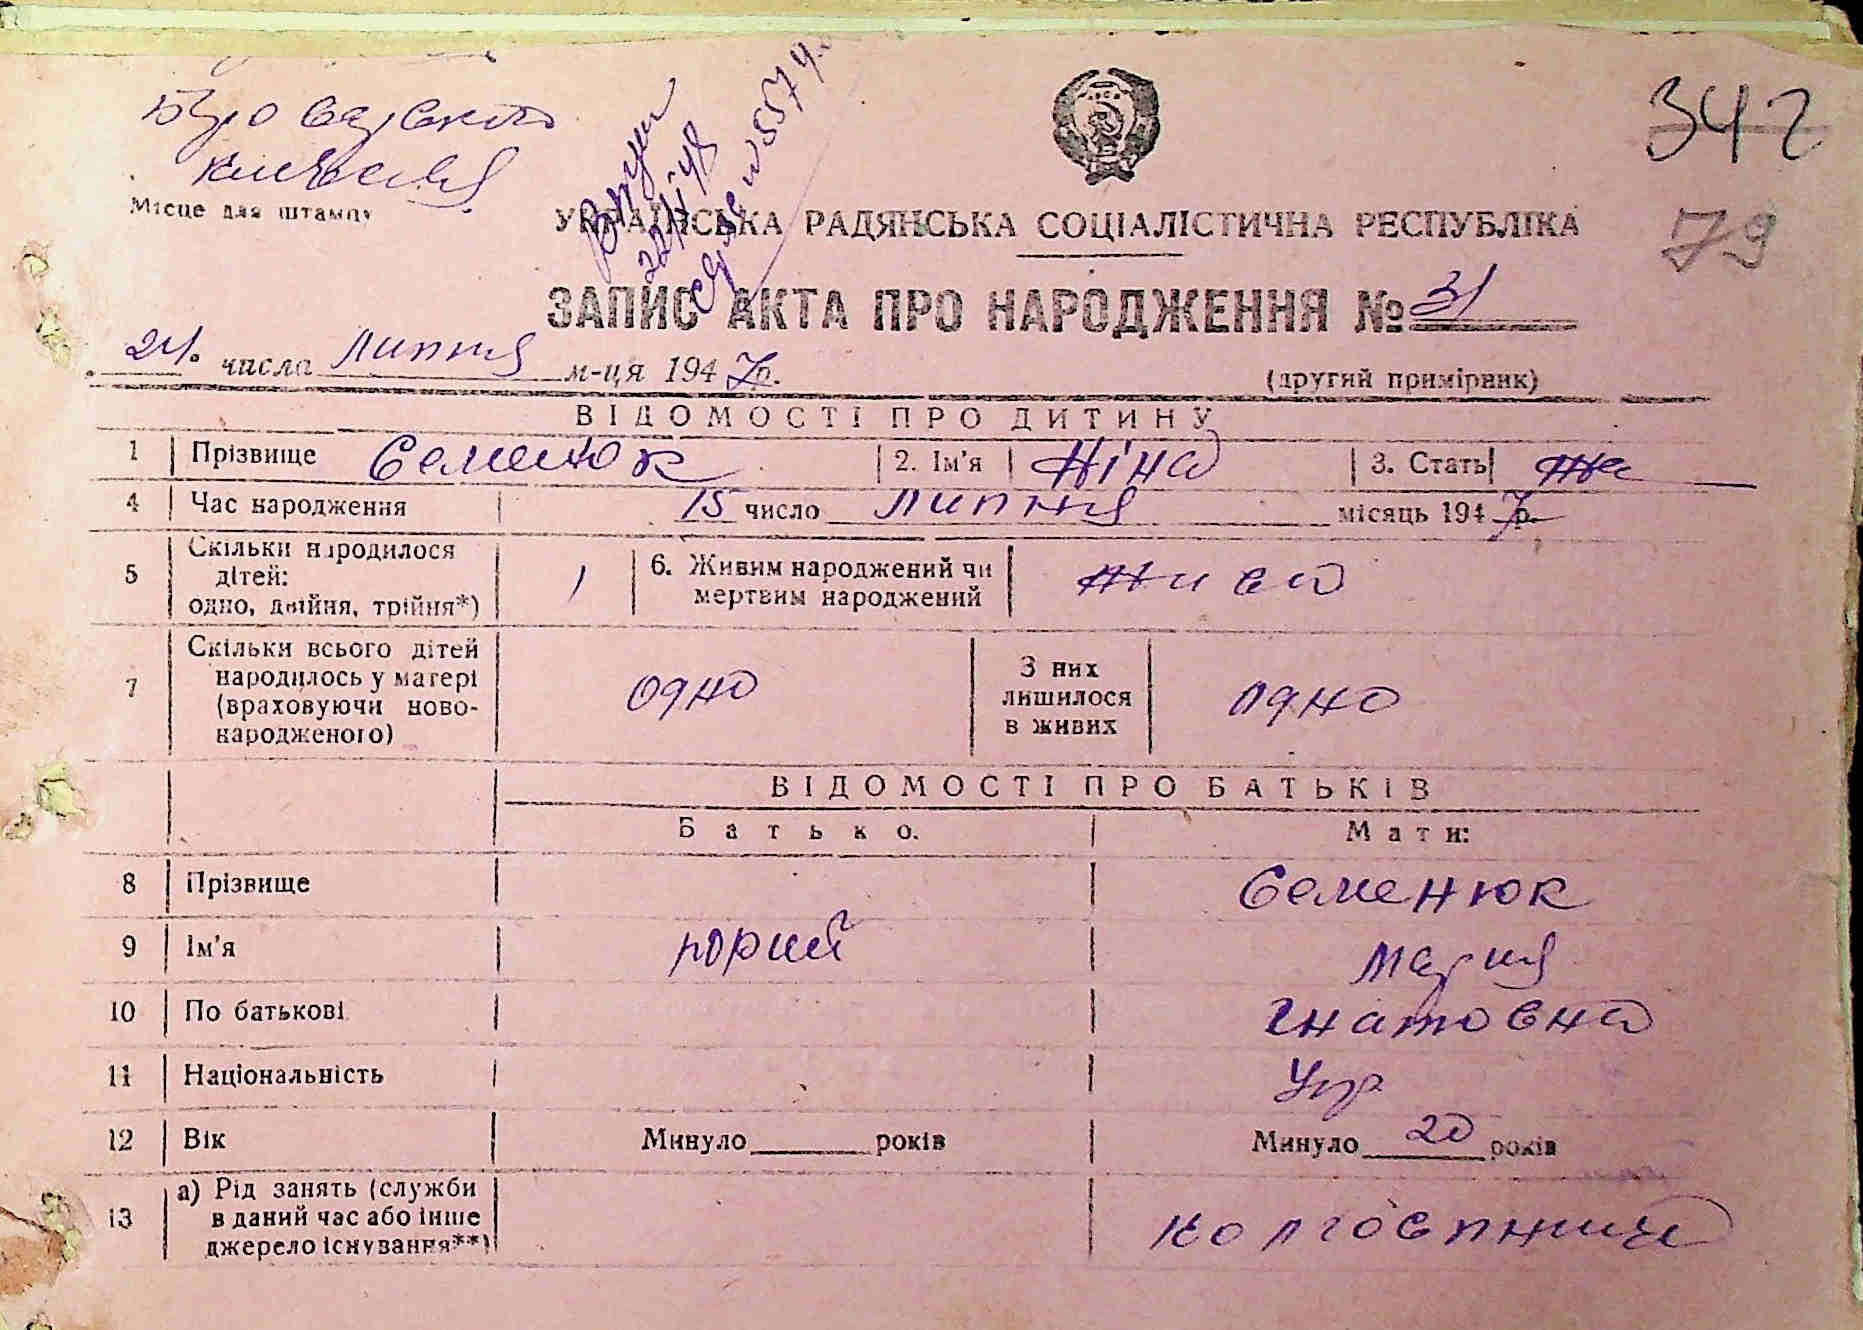 342
Місце для штампу
УКРАЇНСЬКА РАДЯНСЬКА СОЦІАЛІСТИЧНА РЕСПУБЛІКА
79
ЗАПИС АКТА ПРО НАРОДЖЕННЯ № 31
24 числа липня м-ця 1947 р.
(другий примірник)
ВІДОМОСТІ ПРО ДИТИНУ
1 Прізвище Семенюк 2. Ім'я Ніна 3. Стать же
4 Час народження 15 число липня місяць 1947 р.
5 Скільки народилося дітей: одно, двійня, трійня*) 1 6. Живим народжений чи мертвим народжений жива
7 Скільки всього дітей народилось у матері (враховуючи новонародженого) одно З них лишилося в живих одно
ВІДОМОСТІ ПРО БАТЬКІВ
Батько. Мати:
8 Прізвище Семенюк
9 Ім'я Юрий Мария
10 По батькові Гнатовна
11 Національність Укр
12 Вік Минуло років Минуло 20 років
13 а) Рід занять (служби в даний час або інше джерело існування**) колгоспниця